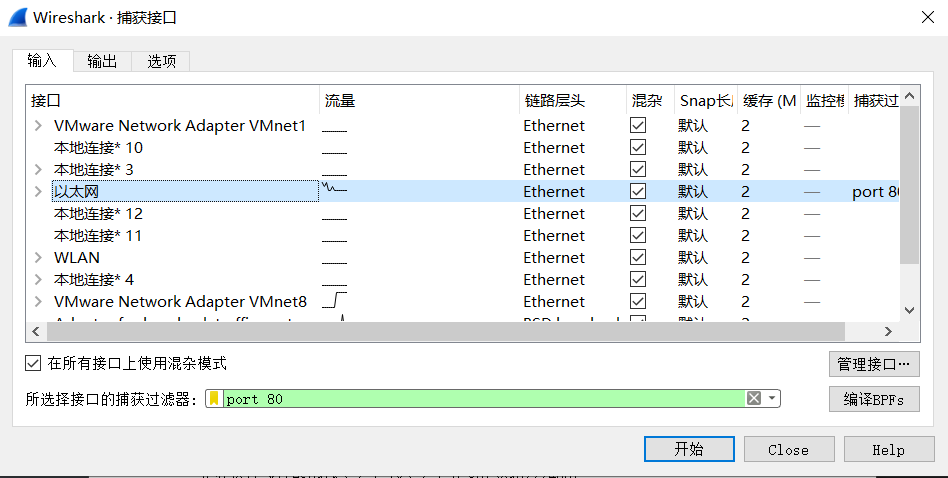 Wireshark · 捕获接口
输入 输出 选项
接口 流量 链路层头 混杂 Snap长 缓存 (M 监控模 捕获过
VMware Network Adapter VMnet1 Ethernet 默认 2 —
本地连接* 10 Ethernet 默认 2 —
本地连接* 3 Ethernet 默认 2 —
以太网 Ethernet 默认 2 — port 80
本地连接* 12 Ethernet 默认 2 —
本地连接* 11 Ethernet 默认 2 —
WLAN Ethernet 默认 2 —
本地连接* 4 Ethernet 默认 2 —
VMware Network Adapter VMnet8 Ethernet 默认 2 —
在所有接口上使用混杂模式 管理接口…
所选择接口的捕获过滤器: port 80 编译BPFs
开始 Close Help